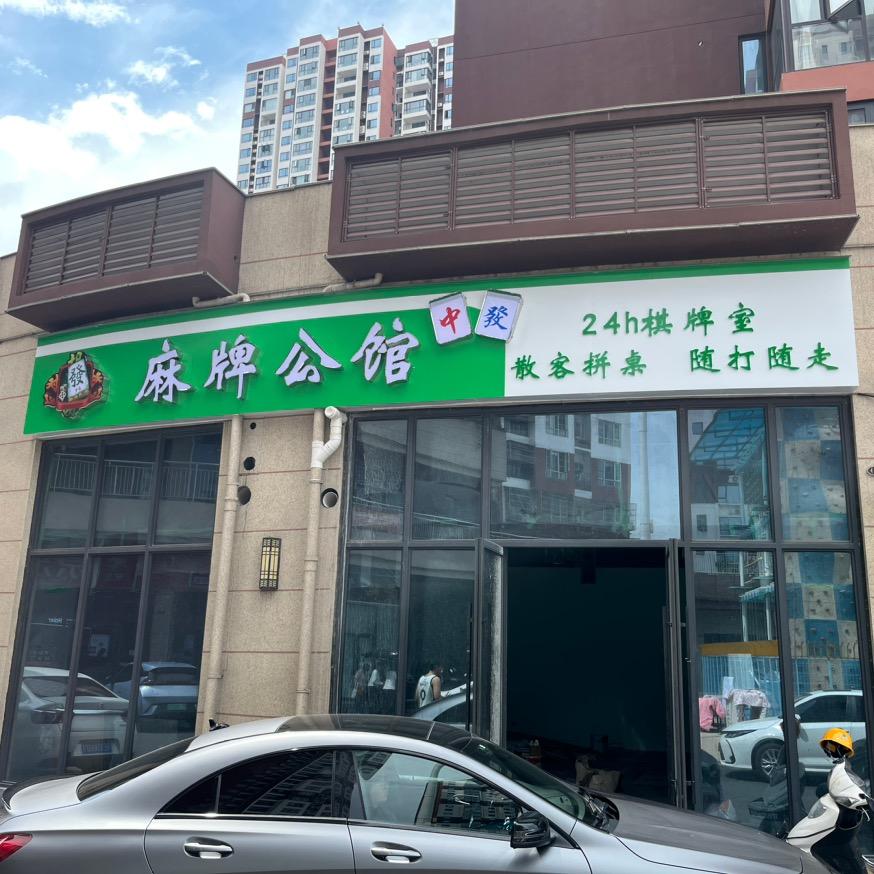 發
麻牌公馆
中
發
24h棋牌室
散客拼桌 随打随走